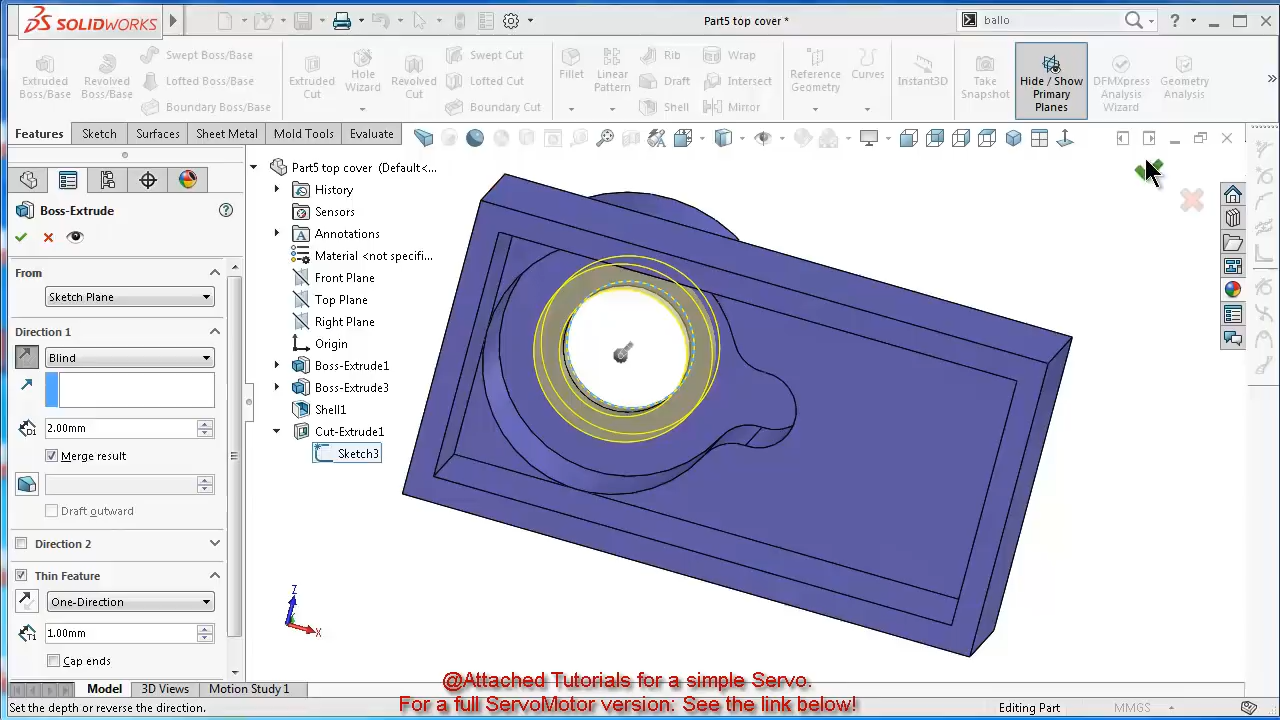 SOLIDWORKS
Part5 top cover *
ballo
Extruded Boss/Base
Revolved Boss/Base
Swept Boss/Base
Lofted Boss/Base
Boundary Boss/Base
Extruded Cut
Hole Wizard
Revolved Cut
Swept Cut
Lofted Cut
Boundary Cut
Fillet
Linear Pattern
Rib
Draft
Shell
Wrap
Intersect
Mirror
Reference Geometry
Curves
Instant3D
Take Snapshot
Hide / Show Primary Planes
DFMXpress Analysis Wizard
Geometry Analysis
Features
Sketch
Surfaces
Sheet Metal
Mold Tools
Evaluate
Boss-Extrude
From
Sketch Plane
Direction 1
Blind
2.00mm
Merge result
Draft outward
Direction 2
Thin Feature
One-Direction
1.00mm
Cap ends
Part5 top cover (Default<...
History
Sensors
Annotations
Material <not specifi...
Front Plane
Top Plane
Right Plane
Origin
Boss-Extrude1
Boss-Extrude3
Shell1
Cut-Extrude1
Sketch3
Z
X
@Attached Tutorials for a simple Servo.
For a full ServoMotor version: See the link below!
Model
3D Views
Motion Study 1
Set the depth or reverse the direction.
Editing Part
MMGS